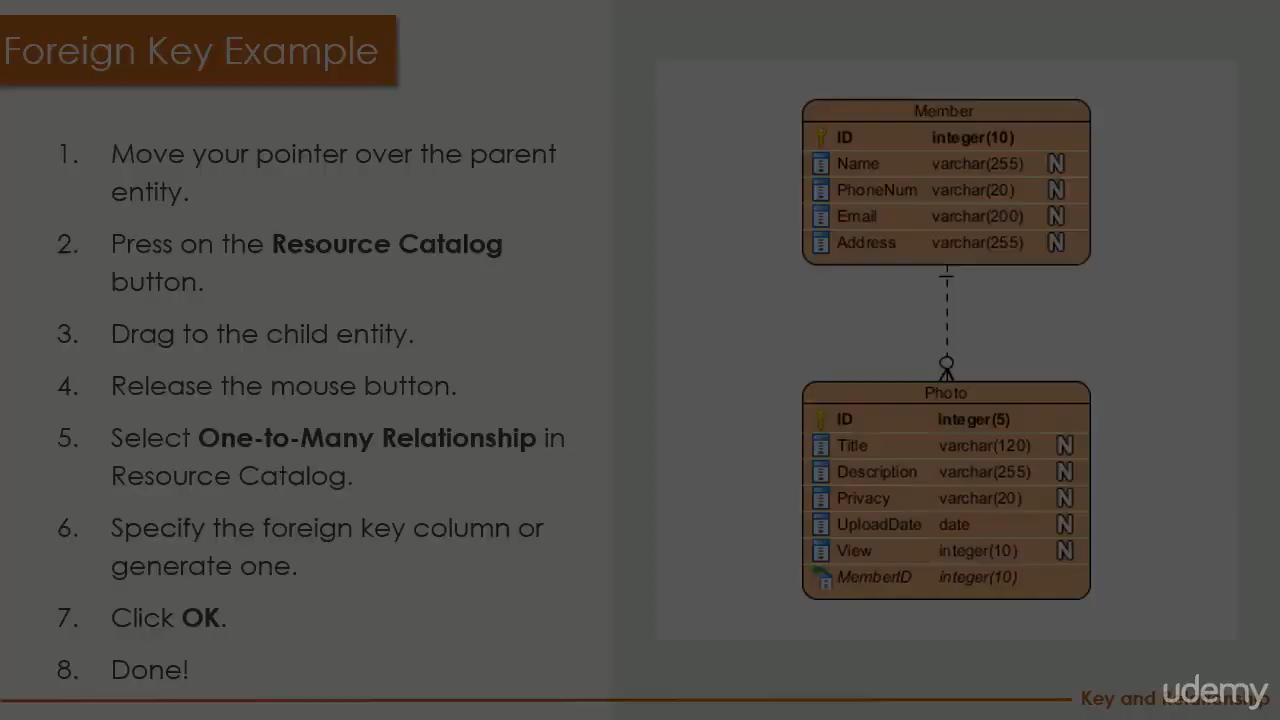 Foreign Key Example
1. Move your pointer over the parent
entity.
2. Press on the Resource Catalog
button.
3. Drag to the child entity.
4. Release the mouse button.
5. Select One-to-Many Relationship in
Resource Catalog.
6. Specify the foreign key column or
generate one.
7. Click OK.
8. Done!
Member
ID integer(10)
Name varchar(255) N
PhoneNum varchar(20) N
Email varchar(200) N
Address varchar(255) N
Photo
ID integer(5)
Title varchar(120) N
Description varchar(255) N
Privacy varchar(20) N
UploadDate date N
View integer(10) N
MemberID integer(10)
Key and Relationship
udemy